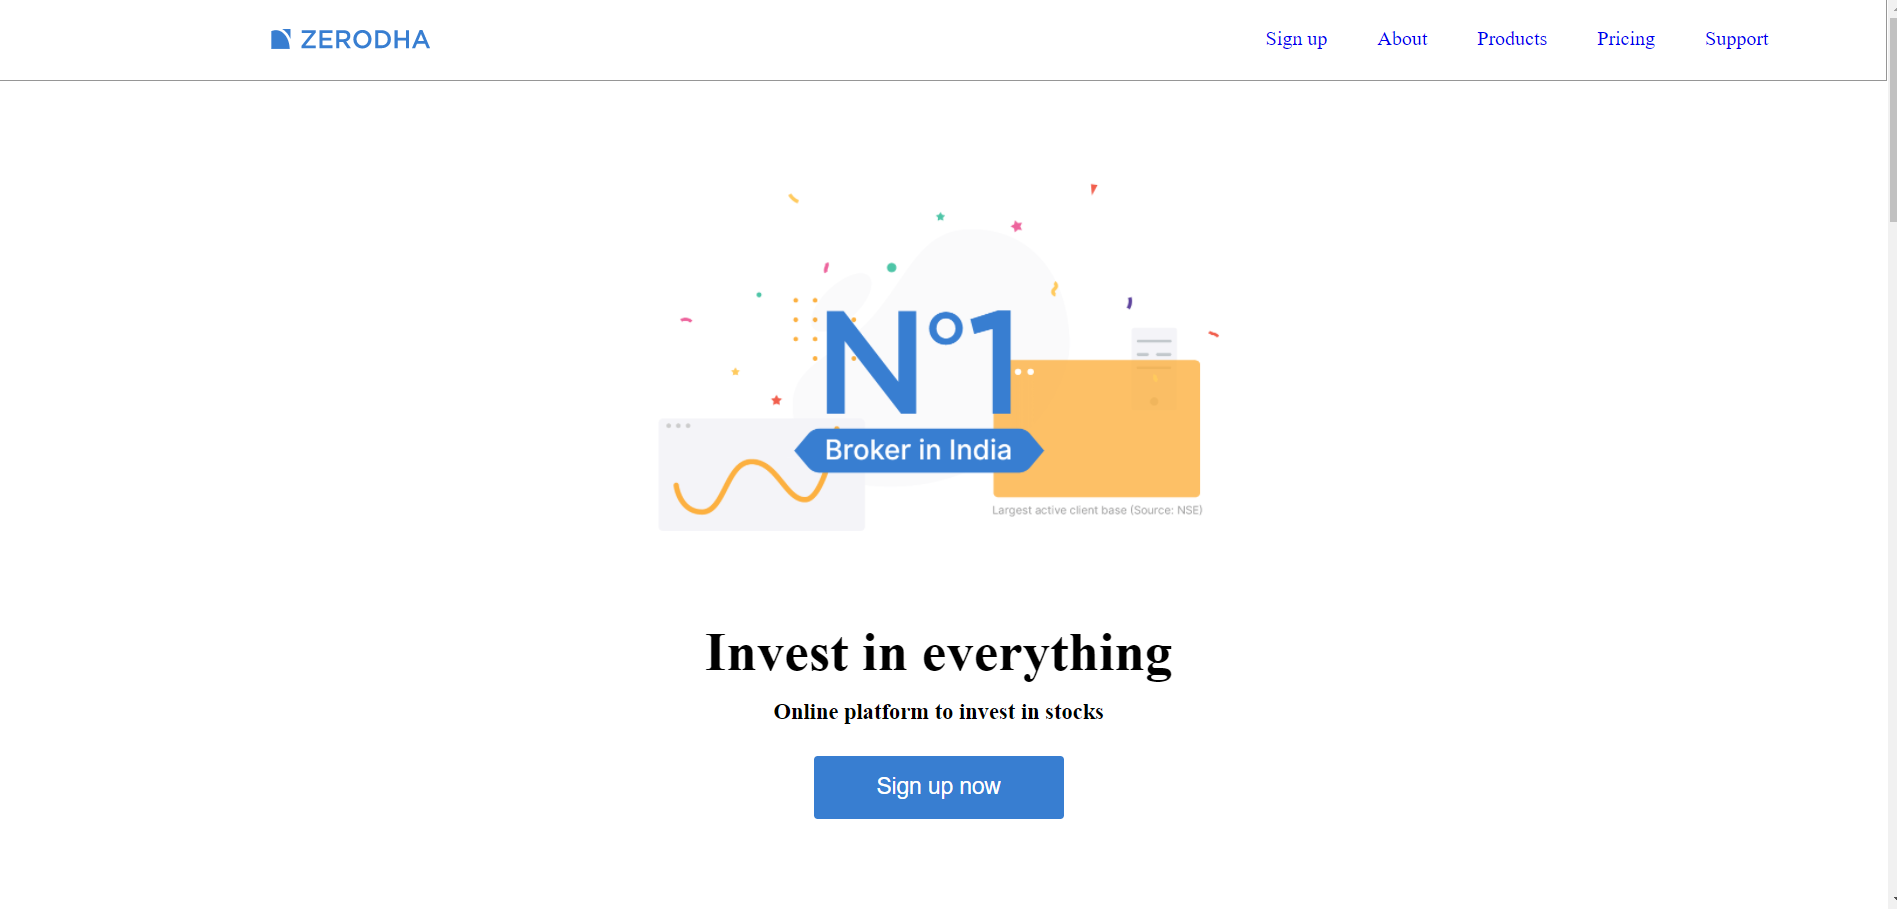 ZERODHA
Sign up
About
Products
Pricing
Support
N°1
Broker in India
Largest active client base (Source: NSE)
Invest in everything
Online platform to invest in stocks
Sign up now